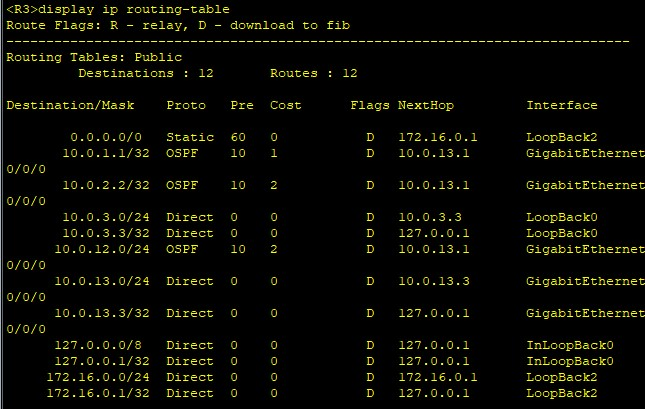 <R3>display ip routing-table
Route Flags: R - relay, D - download to fib
------------------------------------------------------------------------------
Routing Tables: Public
Destinations : 12 Routes : 12
Destination/Mask Proto Pre Cost Flags NextHop Interface
0.0.0.0/0 Static 60 0 D 172.16.0.1 LoopBack2
10.0.1.1/32 OSPF 10 1 D 10.0.13.1 GigabitEthernet
0/0/0
10.0.2.2/32 OSPF 10 2 D 10.0.13.1 GigabitEthernet
0/0/0
10.0.3.0/24 Direct 0 0 D 10.0.3.3 LoopBack0
10.0.3.3/32 Direct 0 0 D 127.0.0.1 LoopBack0
10.0.12.0/24 OSPF 10 2 D 10.0.13.1 GigabitEthernet
0/0/0
10.0.13.0/24 Direct 0 0 D 10.0.13.3 GigabitEthernet
0/0/0
10.0.13.3/32 Direct 0 0 D 127.0.0.1 GigabitEthernet
0/0/0
127.0.0.0/8 Direct 0 0 D 127.0.0.1 InLoopBack0
127.0.0.1/32 Direct 0 0 D 127.0.0.1 InLoopBack0
172.16.0.0/24 Direct 0 0 D 172.16.0.1 LoopBack2
172.16.0.1/32 Direct 0 0 D 127.0.0.1 LoopBack2